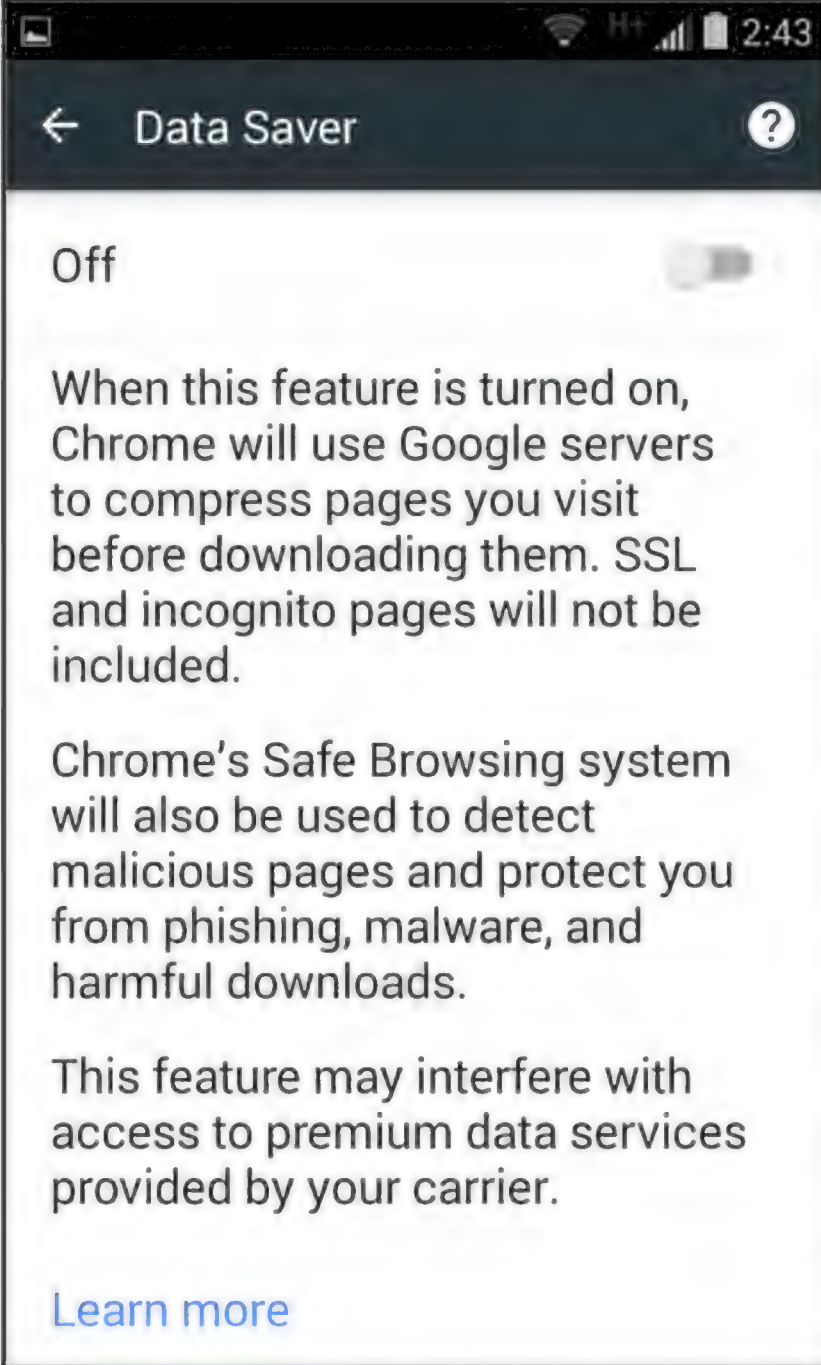 H+ 2:43
Data Saver ?
Off
When this feature is turned on,
Chrome will use Google servers
to compress pages you visit
before downloading them. SSL
and incognito pages will not be
included.
Chrome's Safe Browsing system
will also be used to detect
malicious pages and protect you
from phishing, malware, and
harmful downloads.
This feature may interfere with
access to premium data services
provided by your carrier.
Learn more